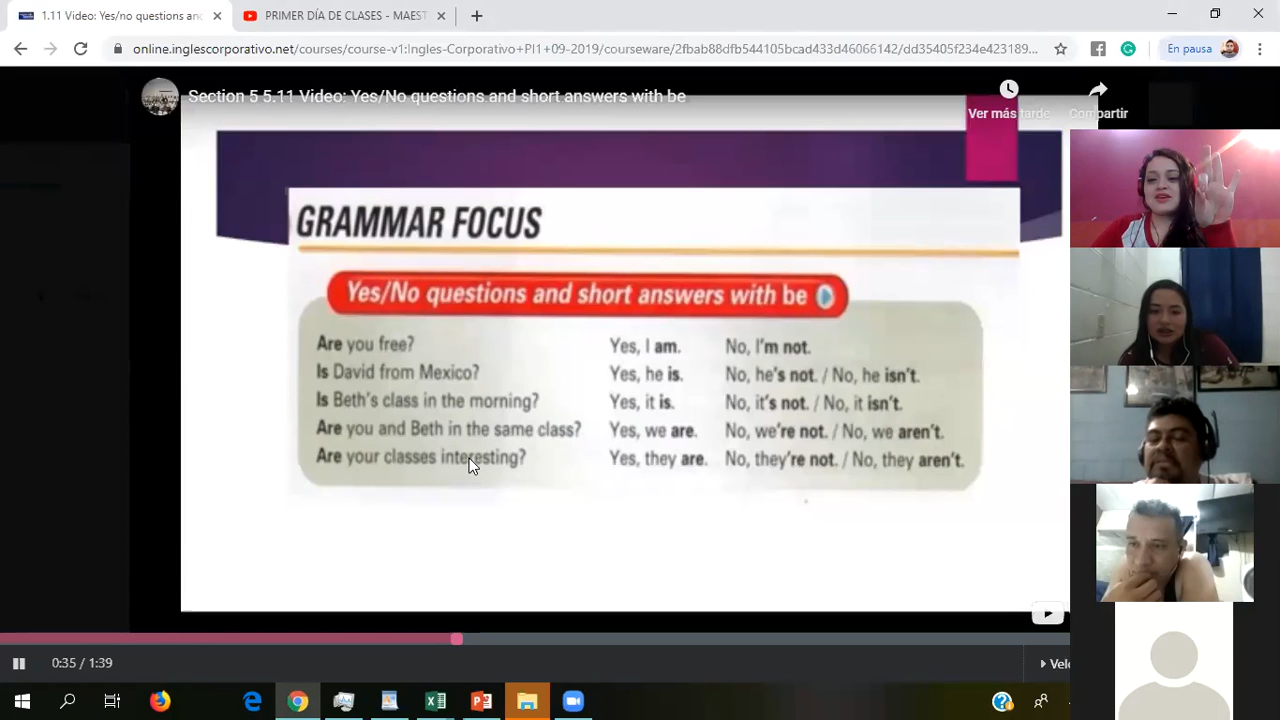 1.11 Video: Yes/No questions and
PRIMER DÍA DE CLASES - MAEST
online.inglescorporativo.net/courses/course-v1:Ingles-Corporativo+PI1+09-2019/courseware/2fbab88dfb544105bcad433d46066142/dd35405f234e423189...
En pausa
Section 5 5.11 Video: Yes/No questions and short answers with be
Ver más tarde
Compartir
GRAMMAR FOCUS
Yes/No questions and short answers with be
Are you free? Yes, I am. No, I'm not.
Is David from Mexico? Yes, he is. No, he's not. / No, he isn't.
Is Beth's class in the morning? Yes, it is. No, it's not. / No, it isn't.
Are you and Beth in the same class? Yes, we are. No, we're not. / No, we aren't.
Are your classes interesting? Yes, they are. No, they're not. / No, they aren't.
0:35 / 1:39
Velo